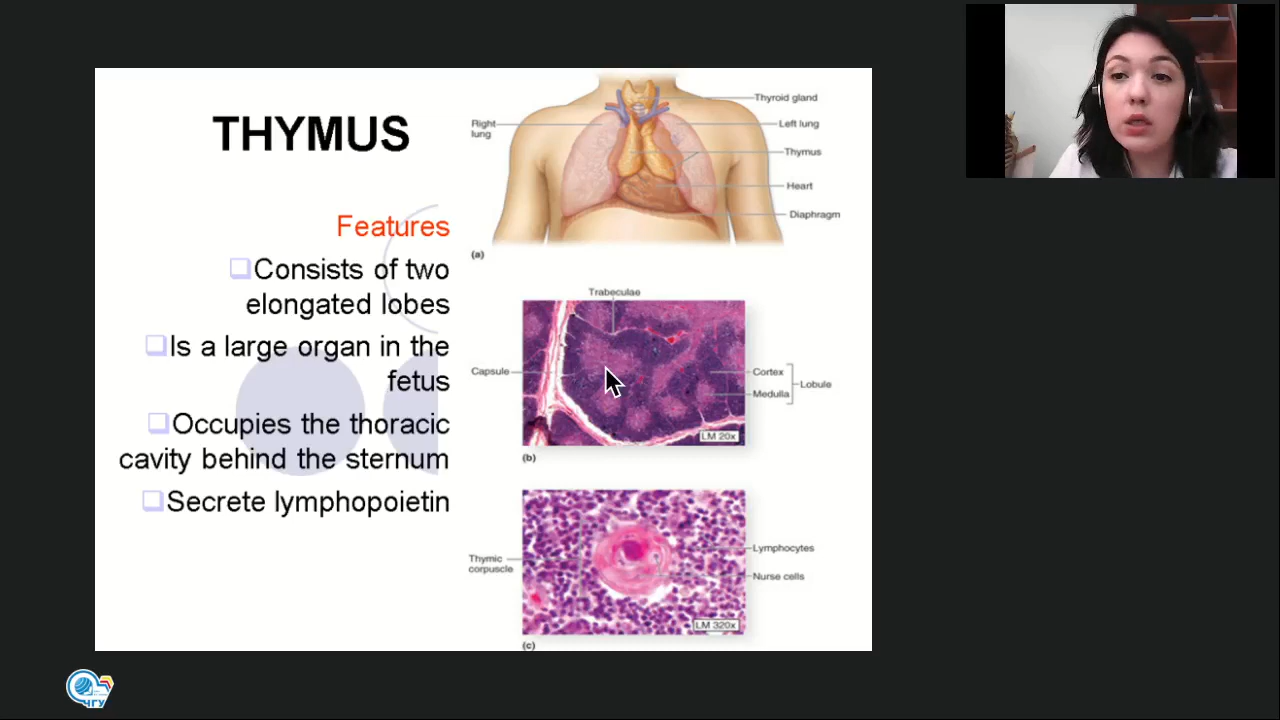 THYMUS
Features
Consists of two
elongated lobes
Is a large organ in the
fetus
Occupies the thoracic
cavity behind the sternum
Secrete lymphopoietin
Thyroid gland
Right
lung
Left lung
Thymus
Heart
Diaphragm
(a)
Trabeculae
Capsule
Cortex
Medulla
Lobule
LM 20x
(b)
Thymic
corpuscle
Lymphocytes
Nurse cells
LM 320x
(c)
ЧГУ